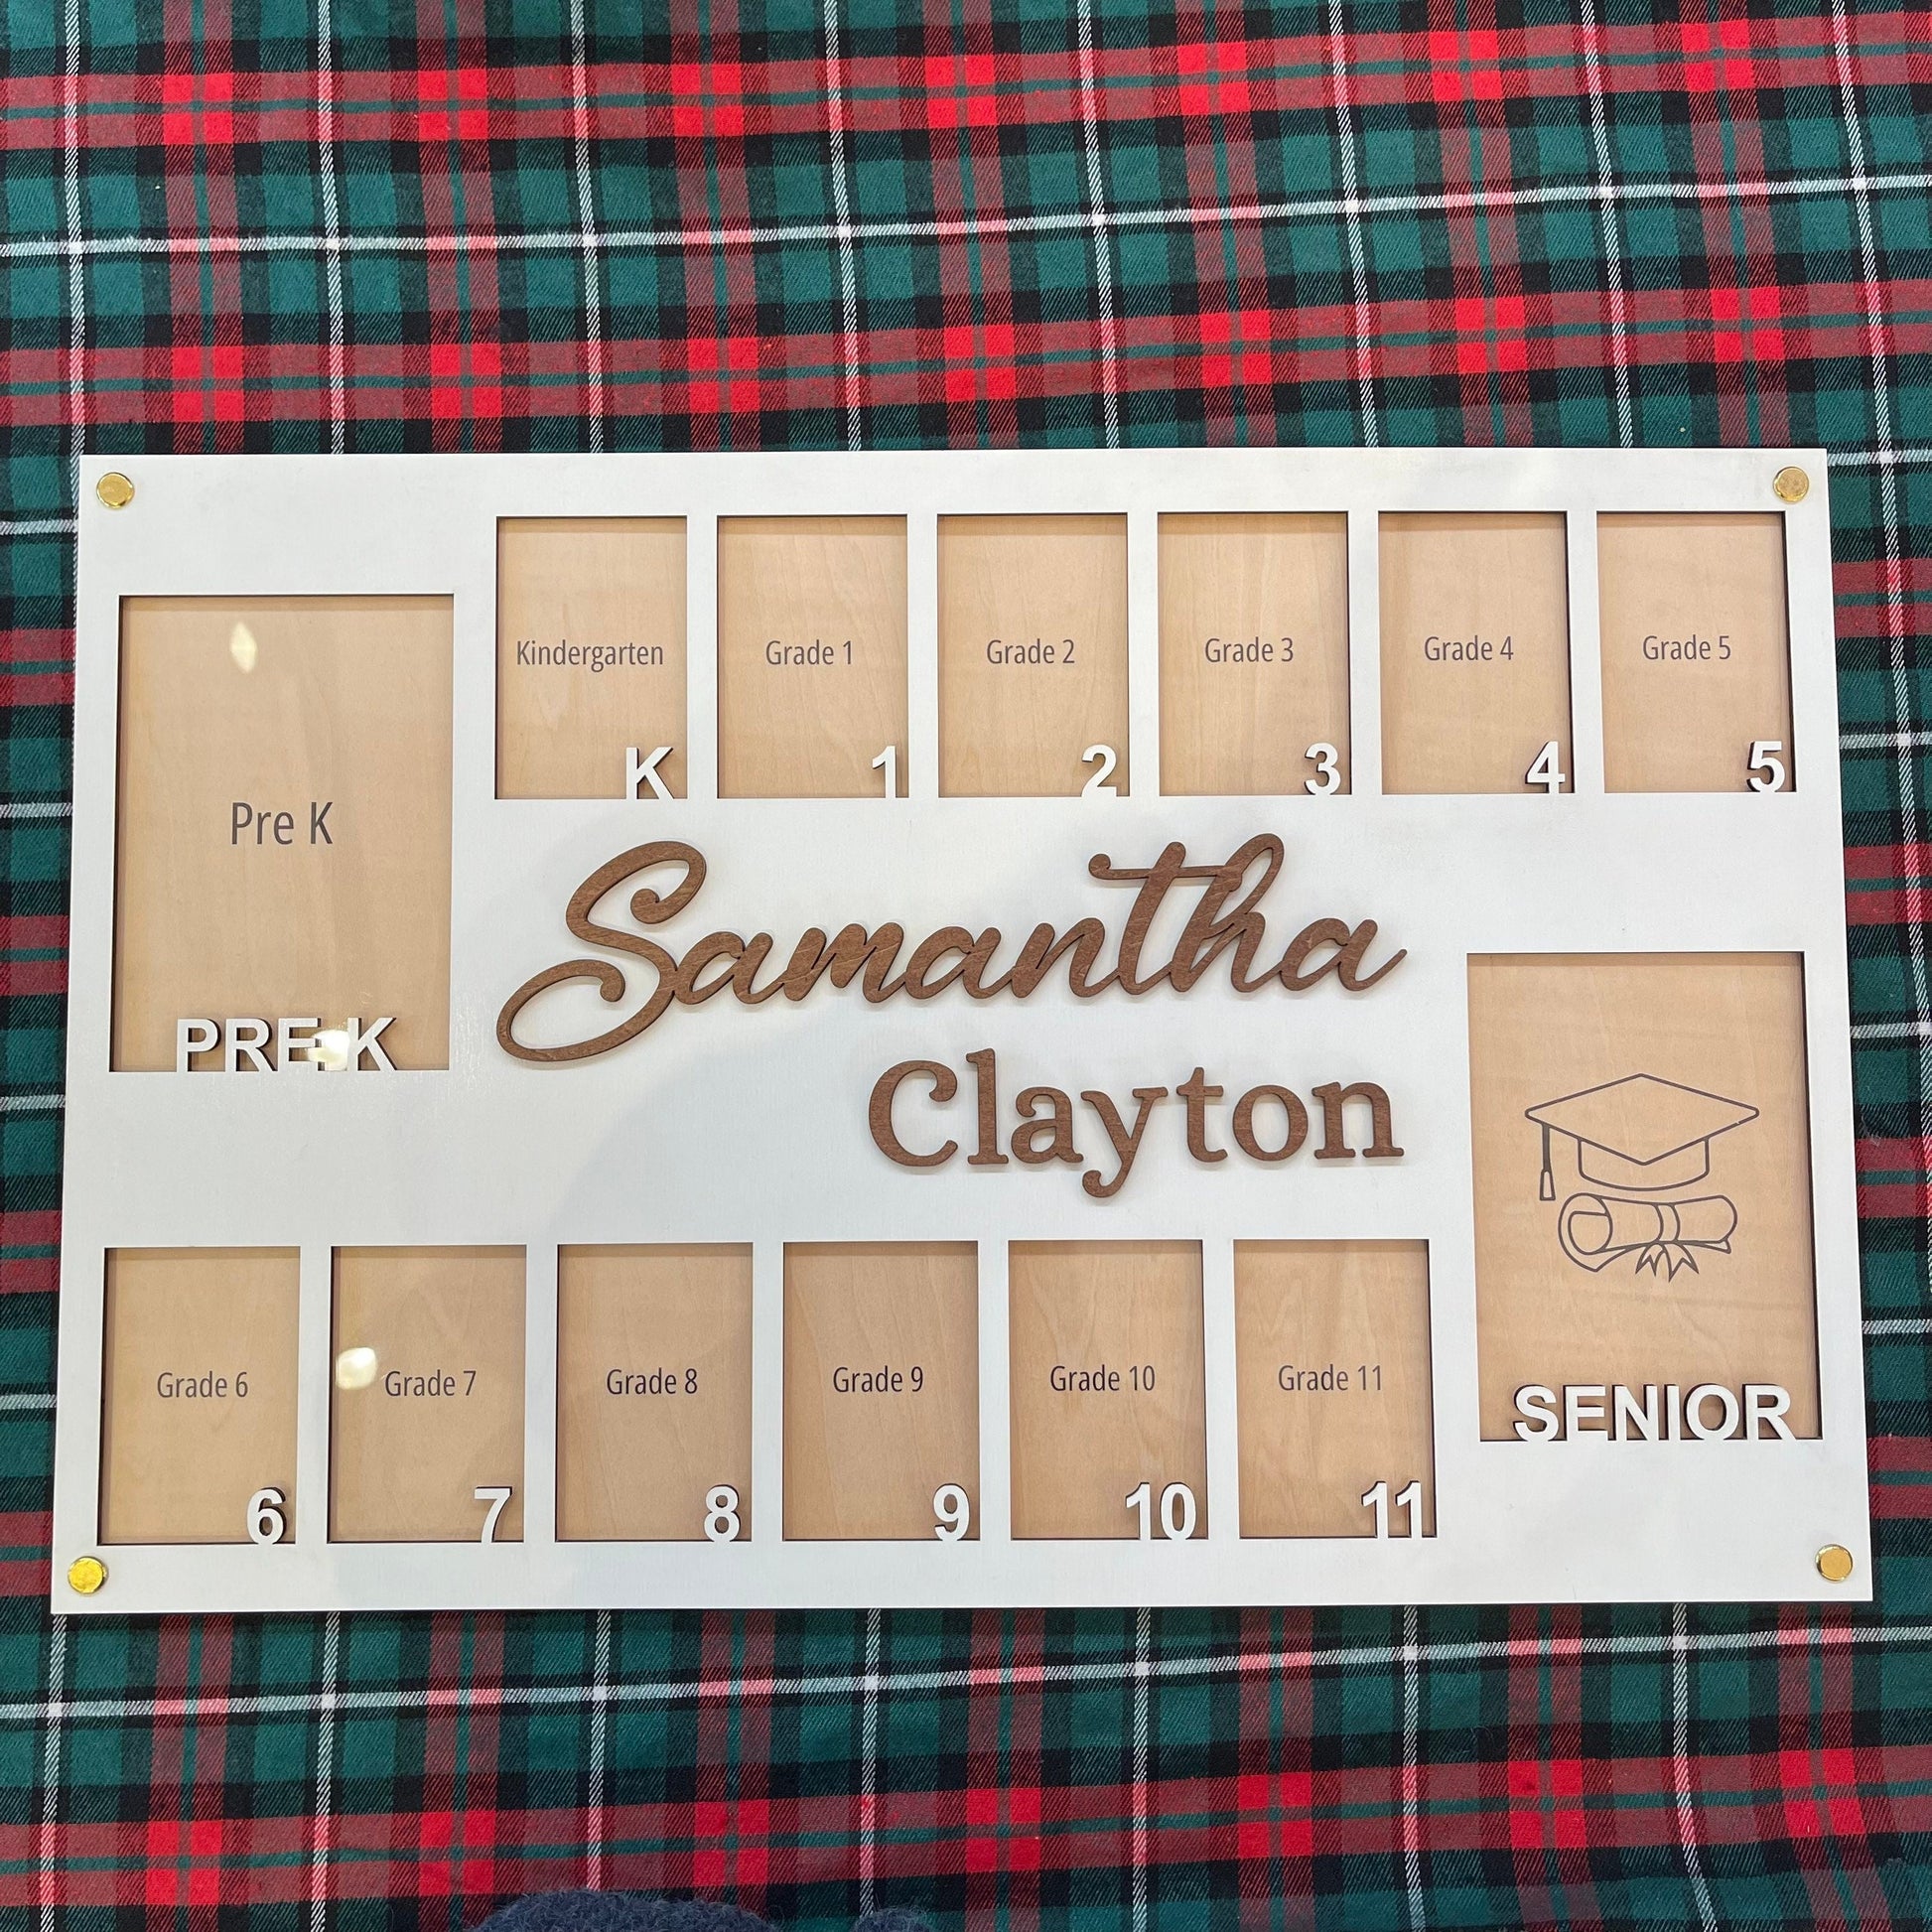 Kindergarten
K
Grade 1
1
Grade 2
2
Grade 3
3
Grade 4
4
Grade 5
5
Pre K
PRE-K
Samantha
Clayton
SENIOR
Grade 6
6
Grade 7
7
Grade 8
8
Grade 9
9
Grade 10
10
Grade 11
11